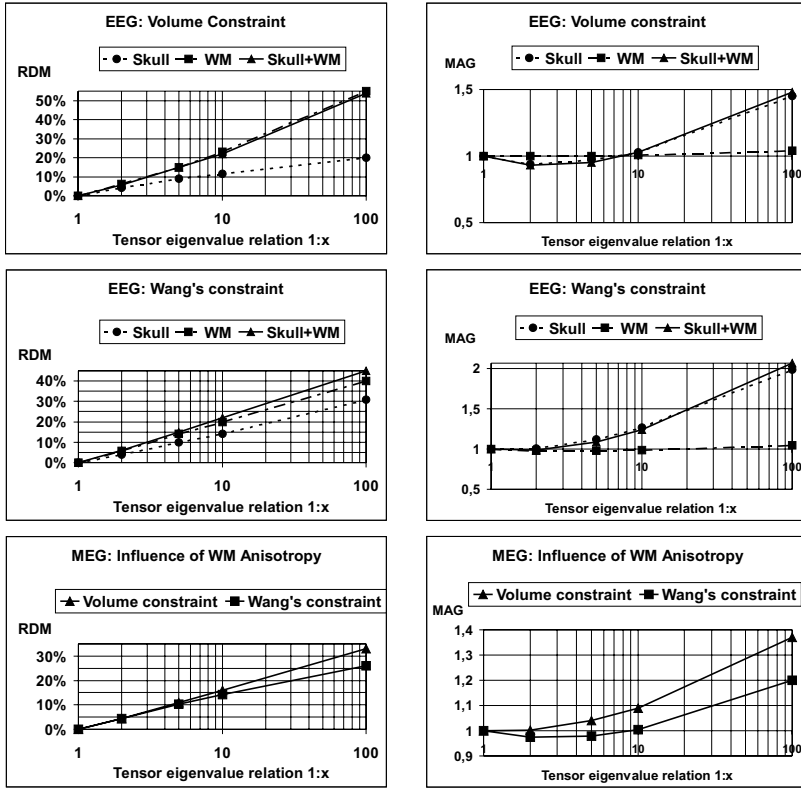 EEG: Volume Constraint
Skull WM Skull+WM
RDM
50%
40%
30%
20%
10%
0%
1 10 100
Tensor eigenvalue relation 1:x
EEG: Volume constraint
Skull WM Skull+WM
MAG
1,5
1
0,5
1 10 100
Tensor eigenvalue relation 1:x
EEG: Wang's constraint
Skull WM Skull+WM
RDM
40%
30%
20%
10%
0%
1 10 100
Tensor eigenvalue relation 1:x
EEG: Wang's constraint
Skull WM Skull+WM
MAG
2
1,5
1
0,5
1 10 100
Tensor eigenvalue relation 1:x
MEG: Influence of WM Anisotropy
Volume constraint Wang's constraint
RDM
30%
20%
10%
0%
1 10 100
Tensor eigenvalue relation 1:x
MEG: Influence of WM Anisotropy
Volume constraint Wang's constraint
MAG
1,4
1,3
1,2
1,1
1
0,9
1 10 100
Tensor eigenvalue relation 1:x